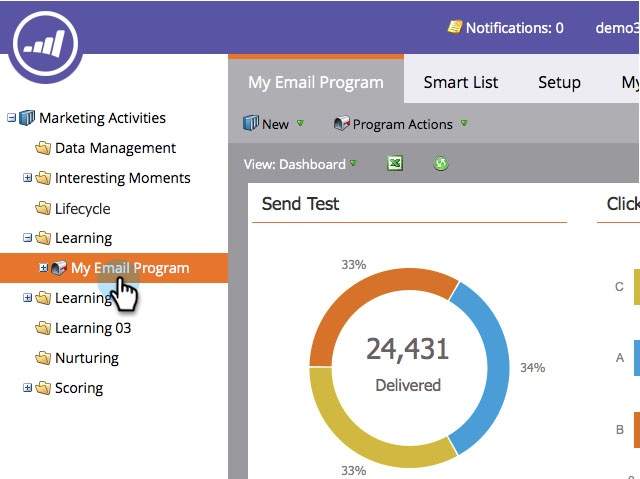 Notifications: 0 demo3
My Email Program Smart List Setup My
New Program Actions
View: Dashboard
Marketing Activities
Data Management
Interesting Moments
Lifecycle
Learning
My Email Program
Learning
Learning 03
Nurturing
Scoring
Send Test
33%
24,431
Delivered
34%
33%
Click
C
A
B